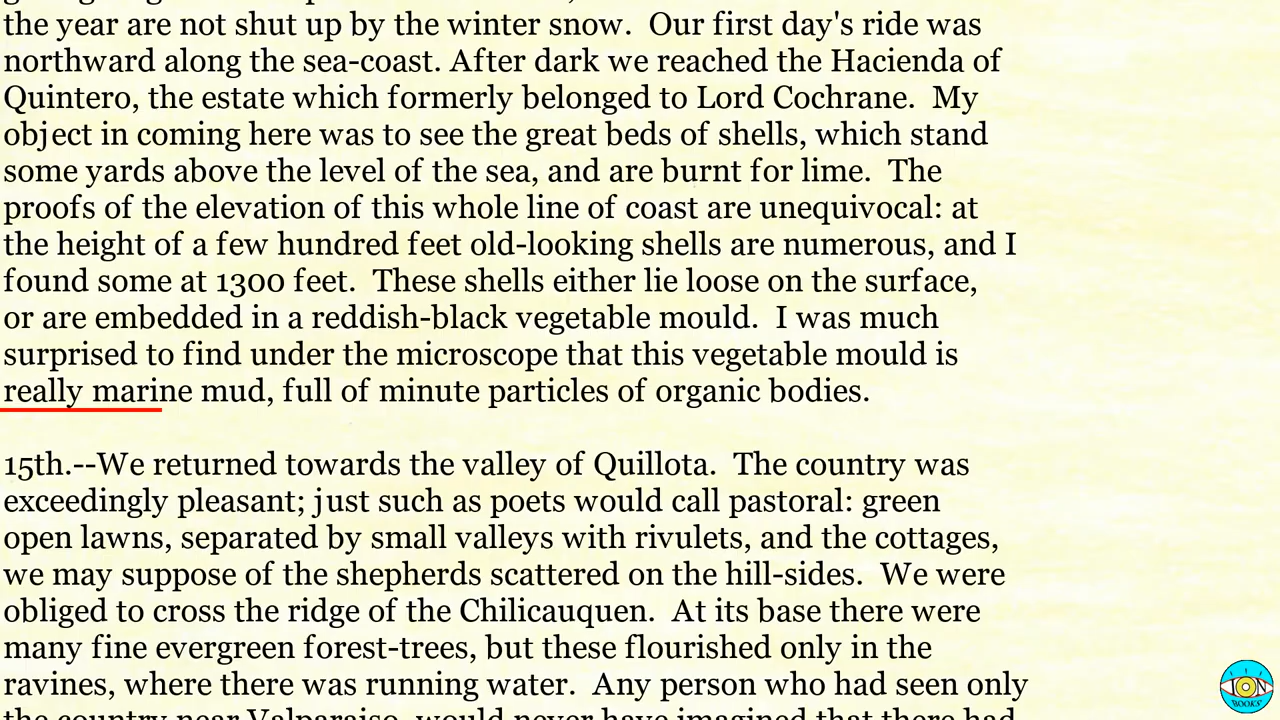 the year are not shut up by the winter snow.  Our first day's ride was
northward along the sea-coast. After dark we reached the Hacienda of
Quintero, the estate which formerly belonged to Lord Cochrane.  My
object in coming here was to see the great beds of shells, which stand
some yards above the level of the sea, and are burnt for lime.  The
proofs of the elevation of this whole line of coast are unequivocal: at
the height of a few hundred feet old-looking shells are numerous, and I
found some at 1300 feet.  These shells either lie loose on the surface,
or are embedded in a reddish-black vegetable mould.  I was much
surprised to find under the microscope that this vegetable mould is
really marine mud, full of minute particles of organic bodies.
15th.--We returned towards the valley of Quillota.  The country was
exceedingly pleasant; just such as poets would call pastoral: green
open lawns, separated by small valleys with rivulets, and the cottages,
we may suppose of the shepherds scattered on the hill-sides.  We were
obliged to cross the ridge of the Chilicauquen.  At its base there were
many fine evergreen forest-trees, but these flourished only in the
ravines, where there was running water.  Any person who had seen only
the country near Valparaiso, would never have imagined that there had
ION
BOOKS